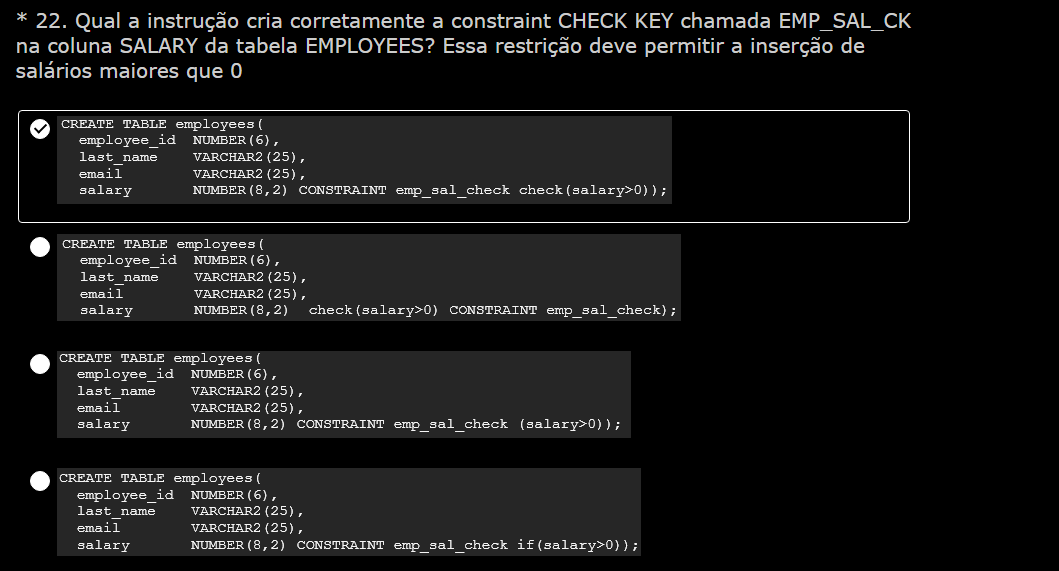 * 22. Qual a instrução cria corretamente a constraint CHECK KEY chamada EMP_SAL_CK
na coluna SALARY da tabela EMPLOYEES? Essa restrição deve permitir a inserção de
salários maiores que 0
CREATE TABLE employees(
employee_id NUMBER(6),
last_name VARCHAR2(25),
email VARCHAR2(25),
salary NUMBER(8,2) CONSTRAINT emp_sal_check check(salary>0));
CREATE TABLE employees(
employee_id NUMBER(6),
last_name VARCHAR2(25),
email VARCHAR2(25),
salary NUMBER(8,2) check(salary>0) CONSTRAINT emp_sal_check);
CREATE TABLE employees(
employee_id NUMBER(6),
last_name VARCHAR2(25),
email VARCHAR2(25),
salary NUMBER(8,2) CONSTRAINT emp_sal_check (salary>0));
CREATE TABLE employees(
employee_id NUMBER(6),
last_name VARCHAR2(25),
email VARCHAR2(25),
salary NUMBER(8,2) CONSTRAINT emp_sal_check if(salary>0));